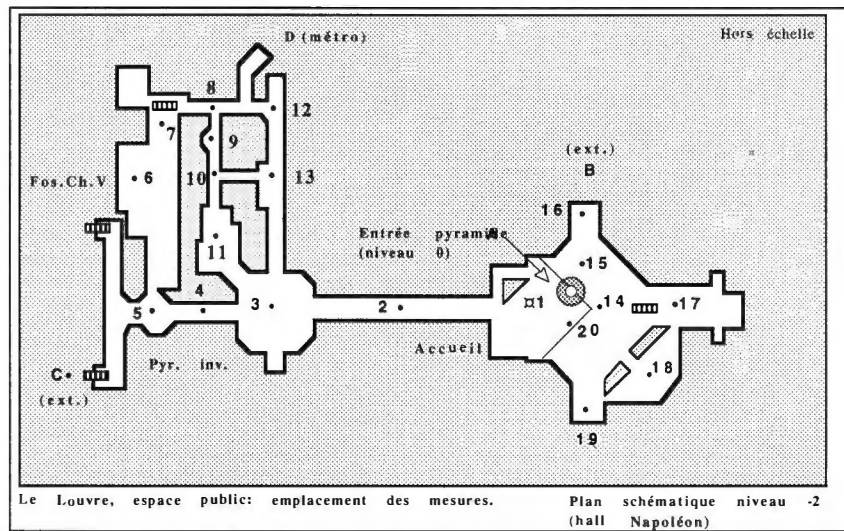 D (métro)
Hors échelle
8
12
7
9
(ext.)
B
6
10
13
Fos.Ch.V
16
Entrée pyramide
(niveau 0)
11
15
5
4
3
2
¤1
14
17
20
Pyr. inv.
Accueil
18
C
(ext.)
19
Le Louvre, espace public: emplacement des mesures.
Plan schématique niveau -2
(hall Napoléon)